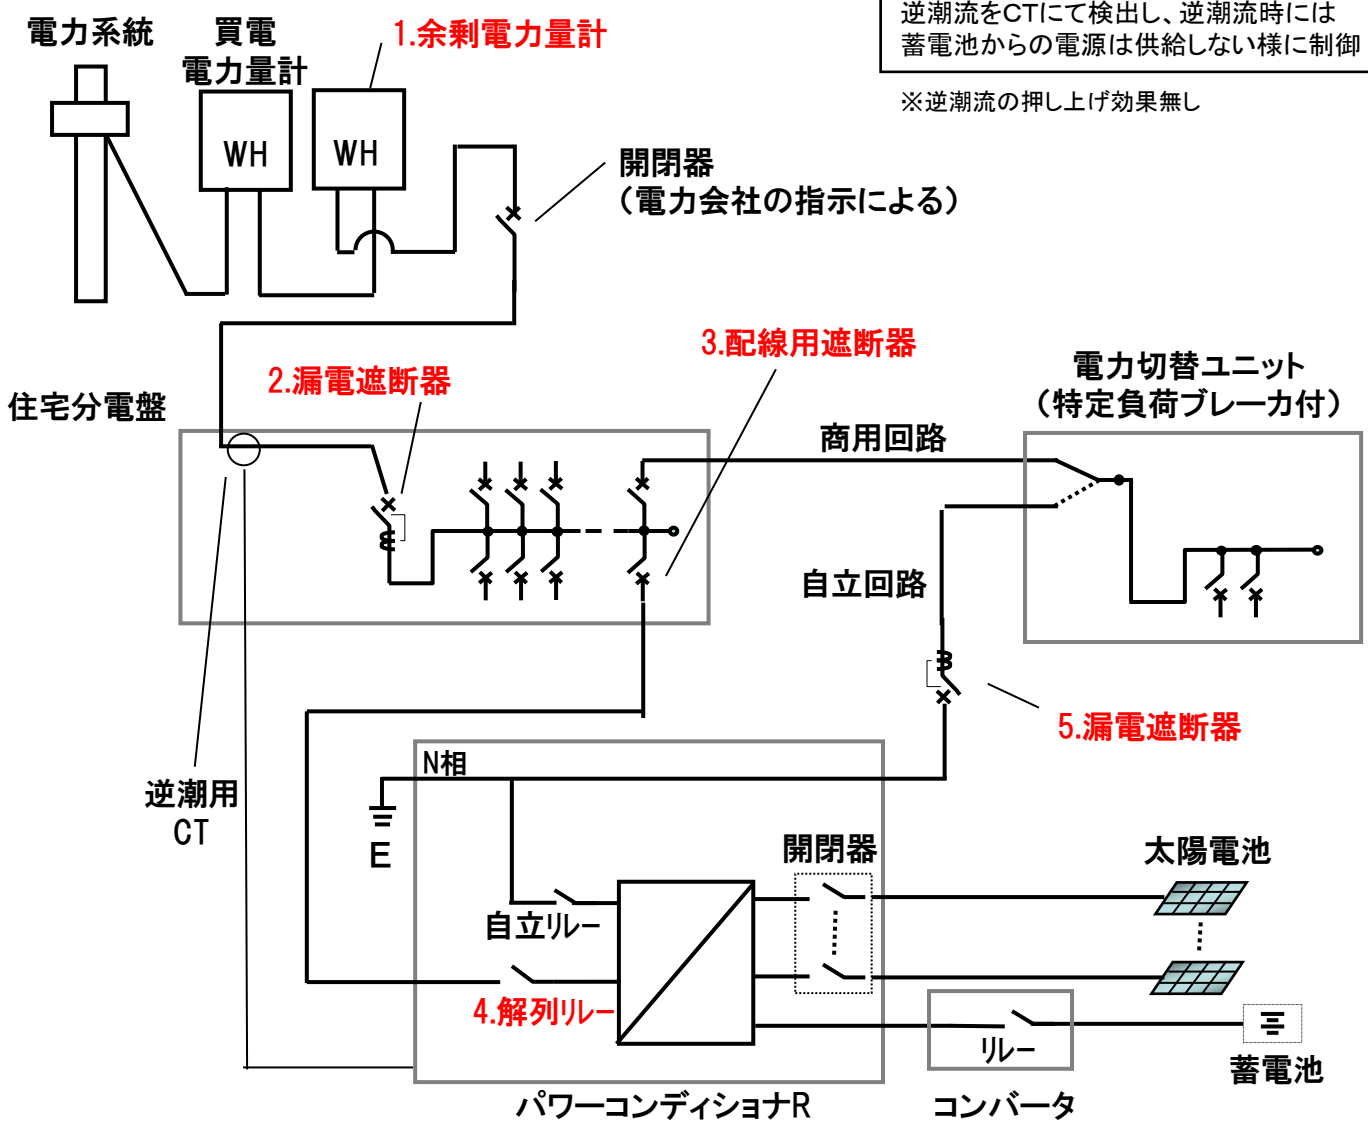 逆潮流をCTにて検出し、逆潮流時には
蓄電池からの電源は供給しない様に制御
※逆潮流の押し上げ効果無し
電力系統
買電
電力量計
1.余剰電力量計
WH
WH
開閉器
（電力会社の指示による）
3.配線用遮断器
2.漏電遮断器
住宅分電盤
電力切替ユニット
（特定負荷ブレーカ付）
商用回路
自立回路
5.漏電遮断器
N相
逆潮用
CT
E
開閉器
太陽電池
自立リレー
4.解列リレー
リレー
蓄電池
パワーコンディショナR
コンバータ